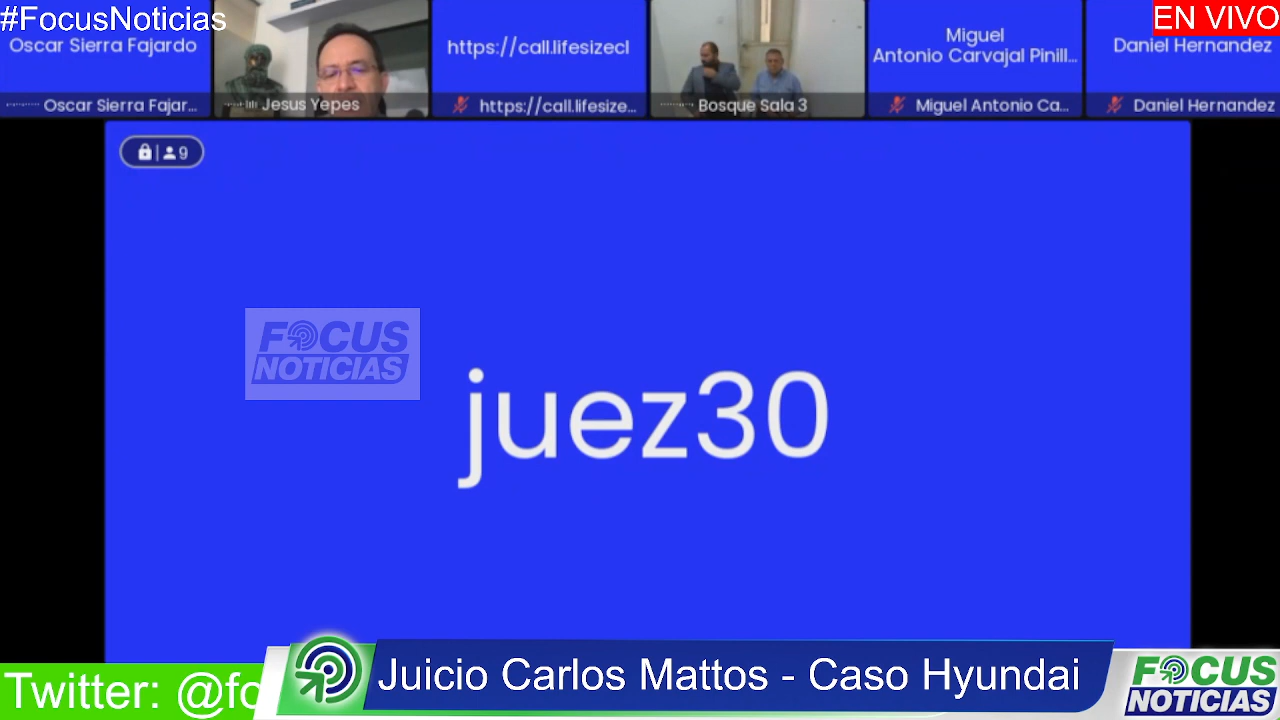 #FocusNoticias
EN VIVO
Oscar Sierra Fajardo
https://call.lifesizecl
Miguel
Antonio Carvajal Pinill...
Daniel Hernandez
Oscar Sierra Fajar...
Jesus Yepes
https://call.lifesize...
Bosque Sala 3
Miguel Antonio Ca...
Daniel Hernandez
9
FOCUS
NOTICIAS
juez30
Twitter: @fo
Juicio Carlos Mattos - Caso Hyundai
FOCUS
NOTICIAS